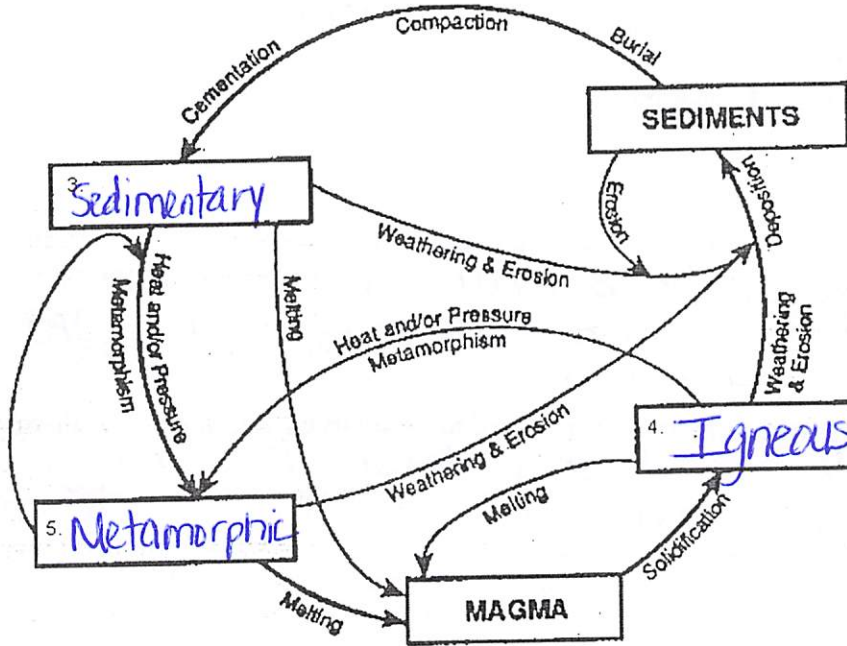 Burial
Compaction
Cementation
SEDIMENTS
3. Sedimentary
Erosion
Deposition
Weathering & Erosion
Heat and/or Pressure
Metamorphism
Melting
Heat and/or Pressure
Metamorphism
Weathering
& Erosion
4. Igneous
Weathering & Erosion
Melting
Solidification
5. Metamorphic
Melting
MAGMA